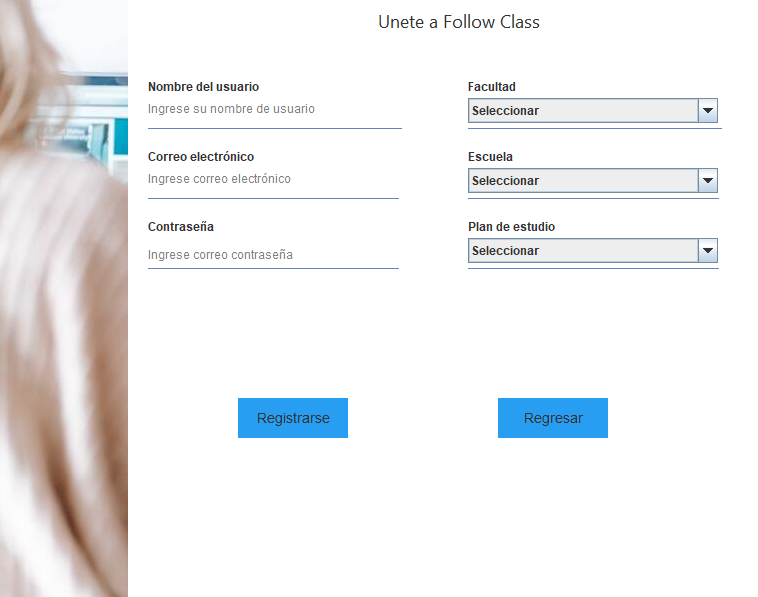 Unete a Follow Class
Nombre del usuario
Ingrese su nombre de usuario
Facultad
Seleccionar
Correo electrónico
Ingrese correo electrónico
Escuela
Seleccionar
Contraseña
Ingrese correo contraseña
Plan de estudio
Seleccionar
Registrarse
Regresar